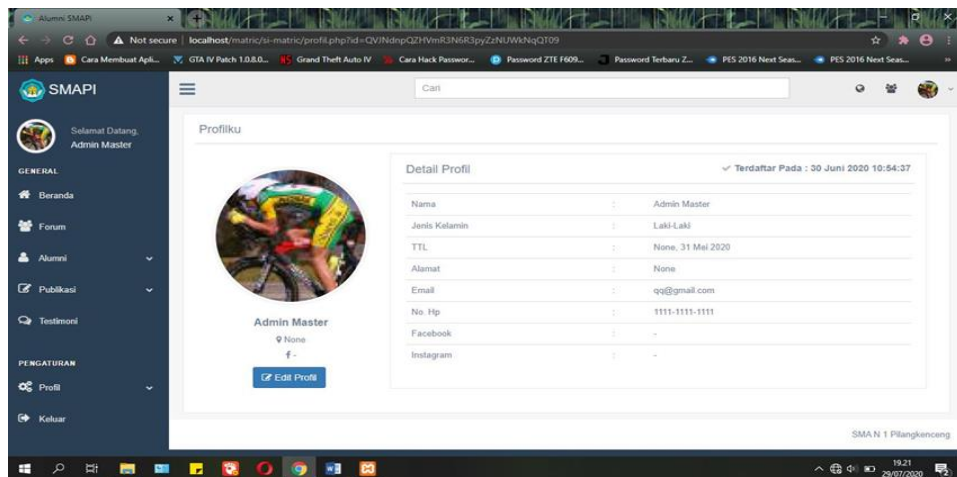 Alumni SMAPI
Not secure | localhost/matric/si-matric/profil.php?id=QVJNdnpQZHVmR3N6R3pyZzNUWkNqQT09
Apps Cara Membuat Apli... GTA IV Patch 1.0.8.0... Grand Theft Auto IV Cara Hack Passwor... Password ZTE F609... Password Terbaru Z... PES 2016 Next Seas... PES 2016 Next Seas...
SMAPI
Cari
Selamat Datang,
Admin Master
GENERAL
Beranda
Forum
Alumni
Publikasi
Testimoni
PENGATURAN
Profil
Keluar
Profilku
Admin Master
None
-
Edit Profil
Detail Profil
Terdaftar Pada : 30 Juni 2020 10:54:37
Nama : Admin Master
Jenis Kelamin : Laki-Laki
TTL : None, 31 Mei 2020
Alamat : None
Email : qq@gmail.com
No. Hp : 1111-1111-1111
Facebook : -
Instagram : -
SMA N 1 Pilangkenceng
19.21
29/07/2020